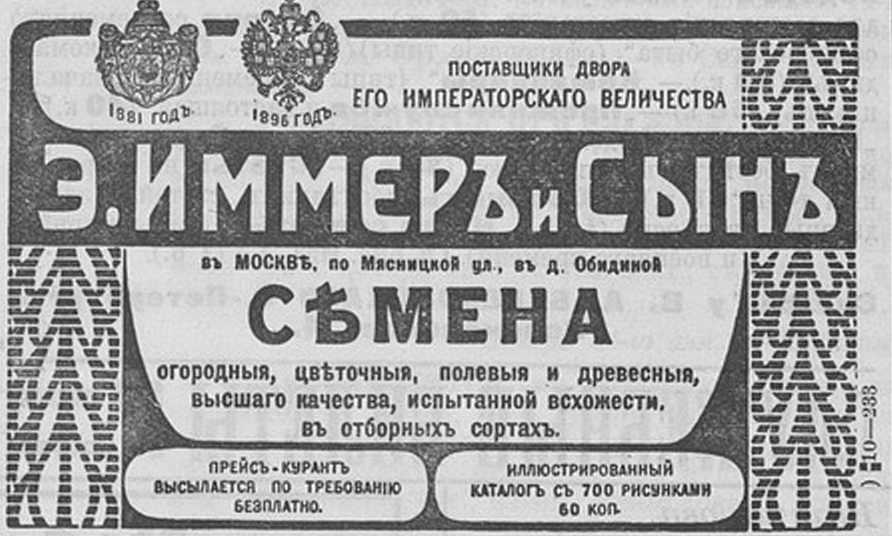 1881 ГОДЪ.
1896 ГОДЪ.
ПОСТАВЩИКИ ДВОРА
ЕГО ИМПЕРАТОРСКАГО ВЕЛИЧЕСТВА
Э. ИММЕРЪ и СЫНЪ
въ МОСКВѢ, по Мясницкой ул., въ д. Обидиной
СѢМЕНА
огородныя, цвѣточныя, полевыя и древесныя,
высшаго качества, испытанной всхожести,
въ отборныхъ сортахъ.
ПРЕЙСЪ-КУРАНТЪ
ВЫСЫЛАЕТСЯ ПО ТРЕБОВАНІЮ
БЕЗПЛАТНО.
ИЛЛЮСТРИРОВАННЫЙ
КАТАЛОГЪ СЪ 700 РИСУНКАМИ
60 КОП.
10—233